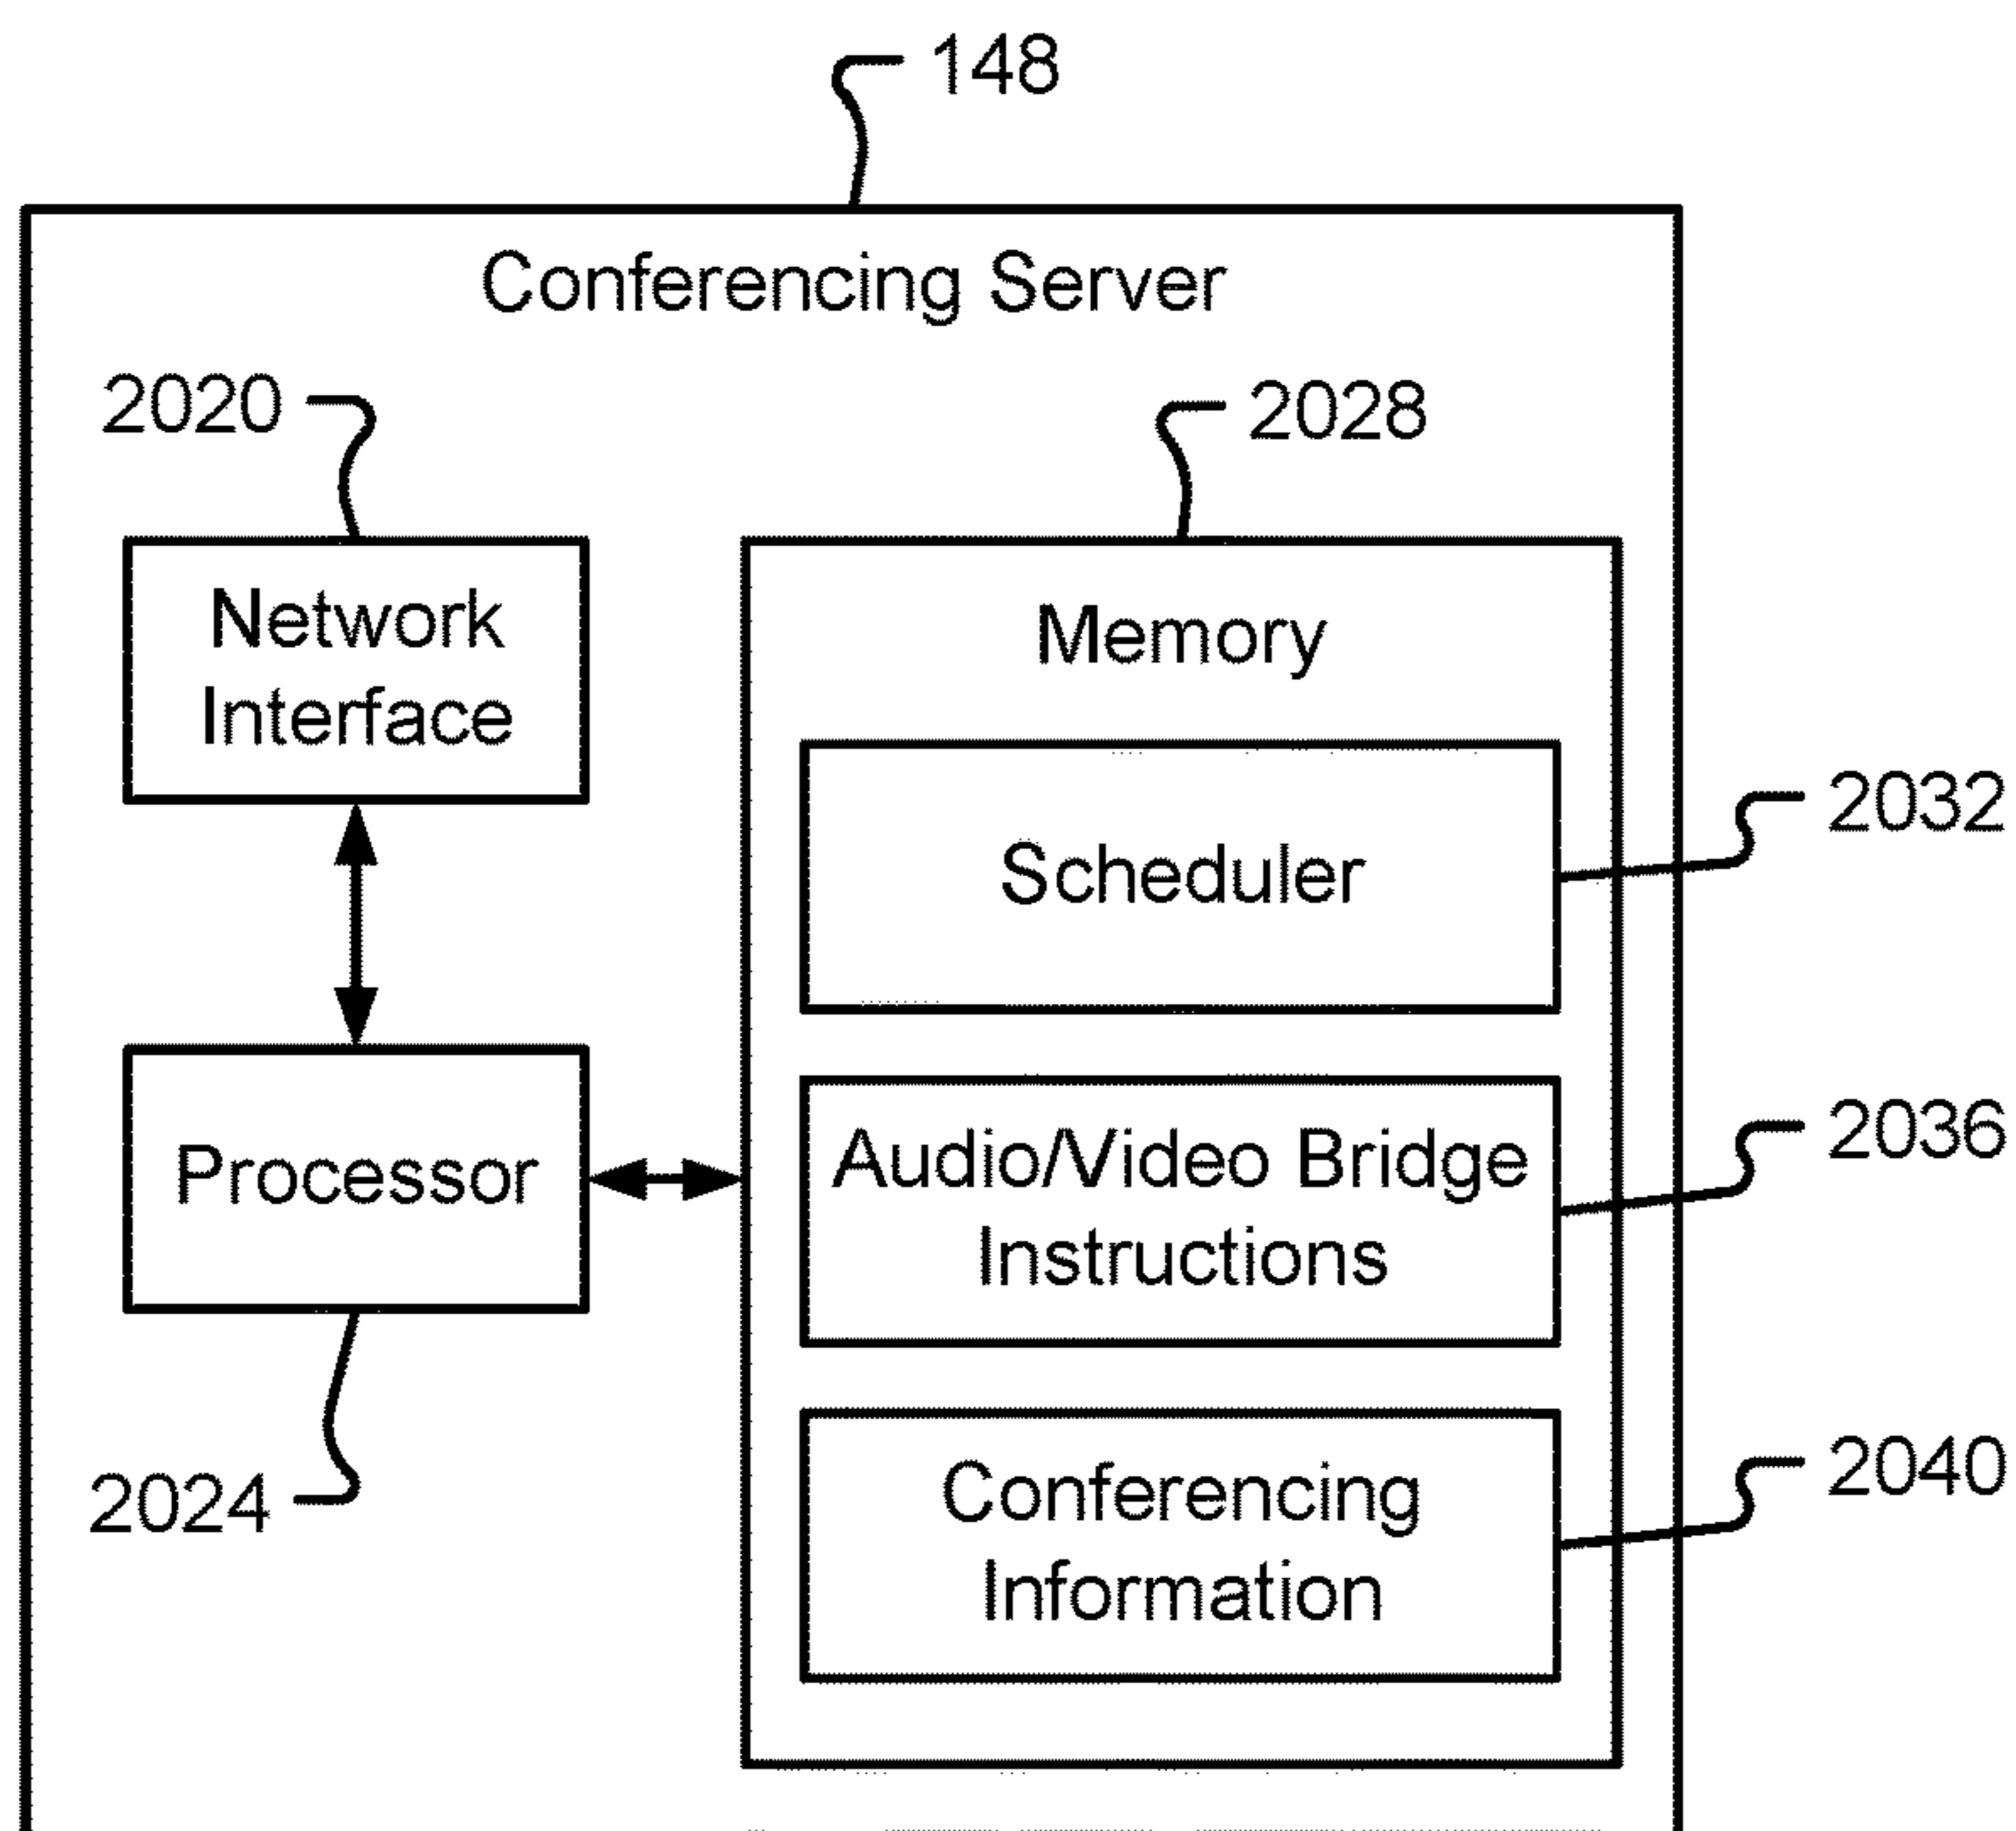 148
Conferencing Server
2020
2028
Network
Interface
Memory
Scheduler
2032
Processor
Audio/Video Bridge
Instructions
2036
2024
Conferencing
Information
2040